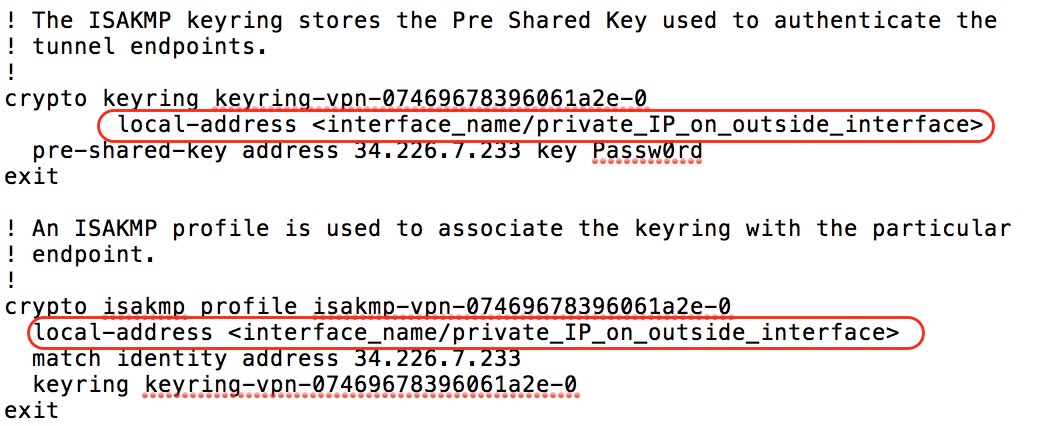 ! The ISAKMP keyring stores the Pre Shared Key used to authenticate the
! tunnel endpoints.
!
crypto keyring keyring-vpn-07469678396061a2e-0
local-address <interface_name/private_IP_on_outside_interface>
pre-shared-key address 34.226.7.233 key Passw0rd
exit
! An ISAKMP profile is used to associate the keyring with the particular
! endpoint.
!
crypto isakmp profile isakmp-vpn-07469678396061a2e-0
local-address <interface_name/private_IP_on_outside_interface>
match identity address 34.226.7.233
keyring keyring-vpn-07469678396061a2e-0
exit